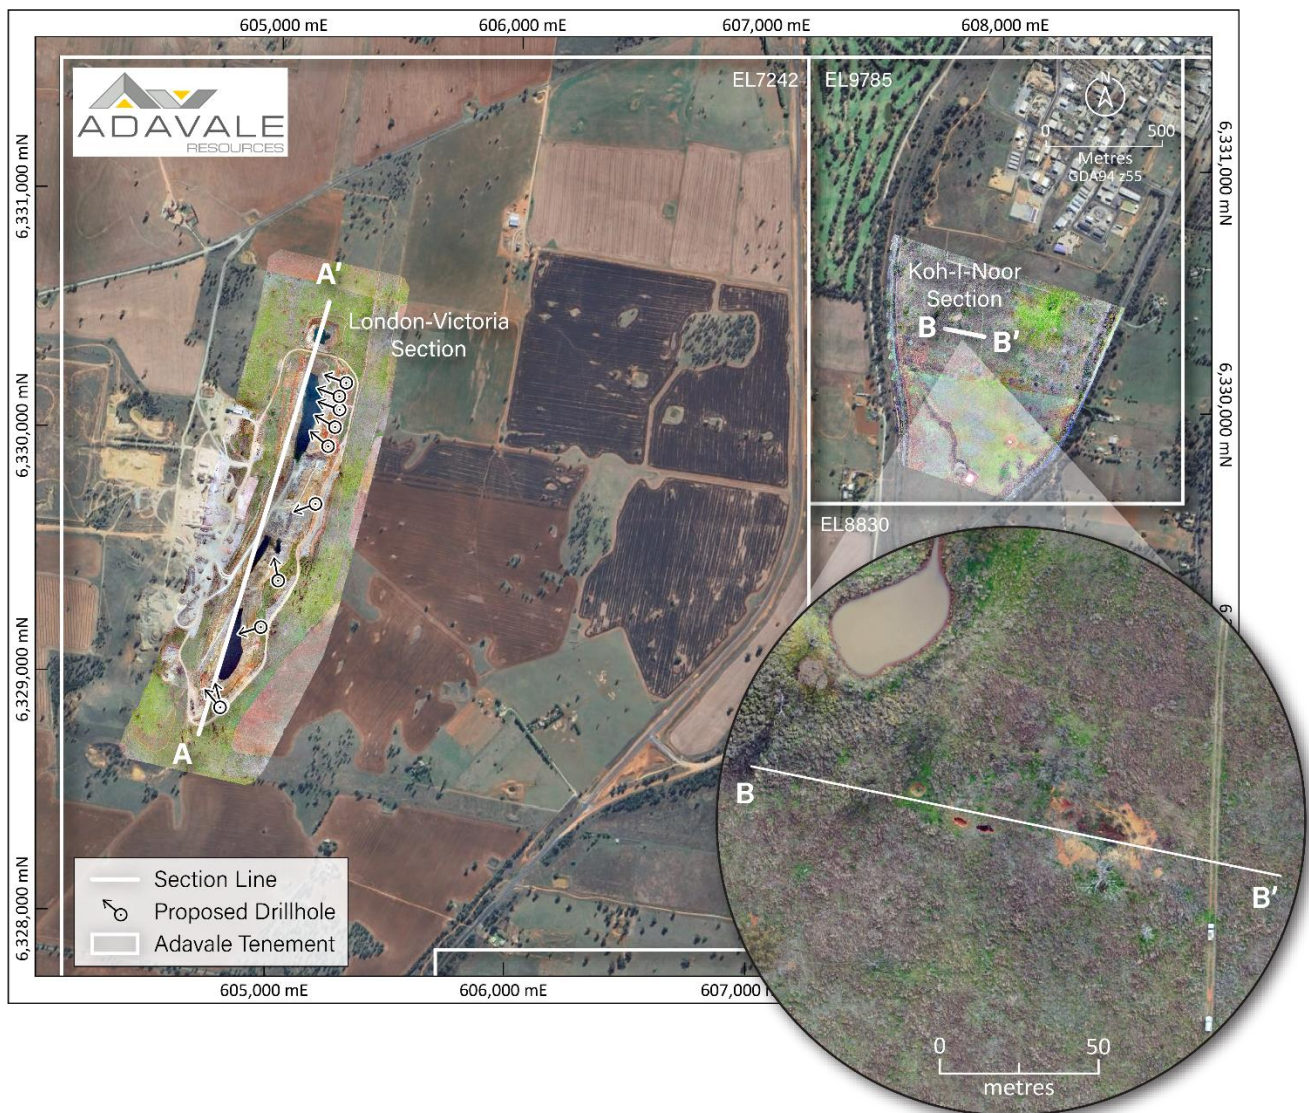 605,000 mE
606,000 mE
607,000 mE
608,000 mE
ADAVALE
RESOURCES
EL7242
EL9785
N
0
500
Metres
GDA94 z55
6,331,000 mN
6,331,000 mN
A'
London-Victoria
Section
Koh-I-Noor
Section
B
B'
6,330,000 mN
6,330,000 mN
EL8830
6,329,000 mN
A
B
B'
Section Line
Proposed Drillhole
Adavale Tenement
6,328,000 mN
605,000 mE
606,000 mE
0
50
metres